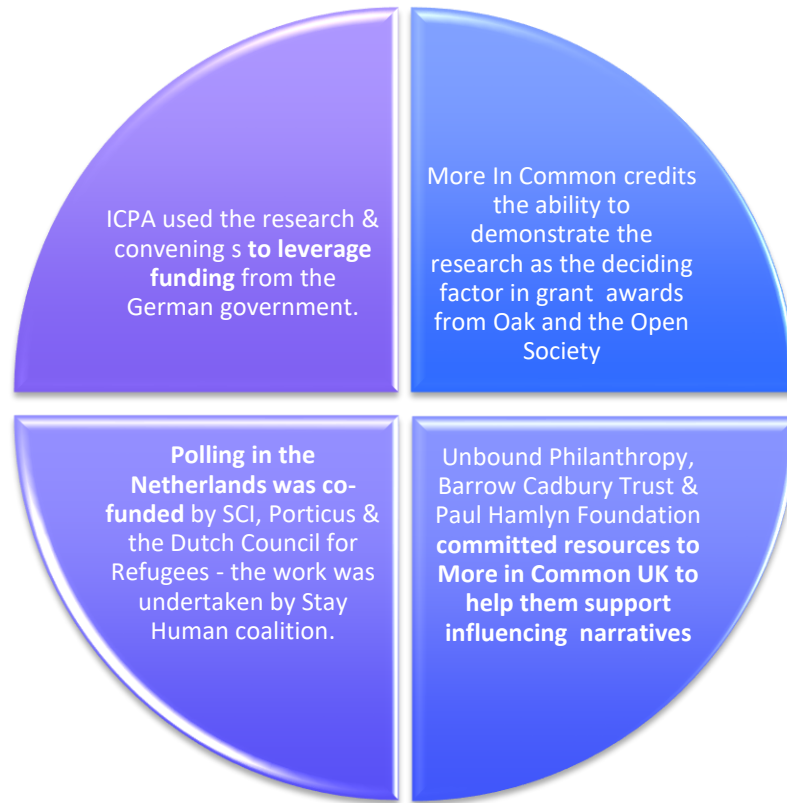 ICPA used the research &
convening s to leverage
funding from the
German government.
More In Common credits
the ability to
demonstrate the
research as the deciding
factor in grant awards
from Oak and the Open
Society
Polling in the
Netherlands was co-
funded by SCI, Porticus &
the Dutch Council for
Refugees - the work was
undertaken by Stay
Human coalition.
Unbound Philanthropy,
Barrow Cadbury Trust &
Paul Hamlyn Foundation
committed resources to
More in Common UK to
help them support
influencing narratives